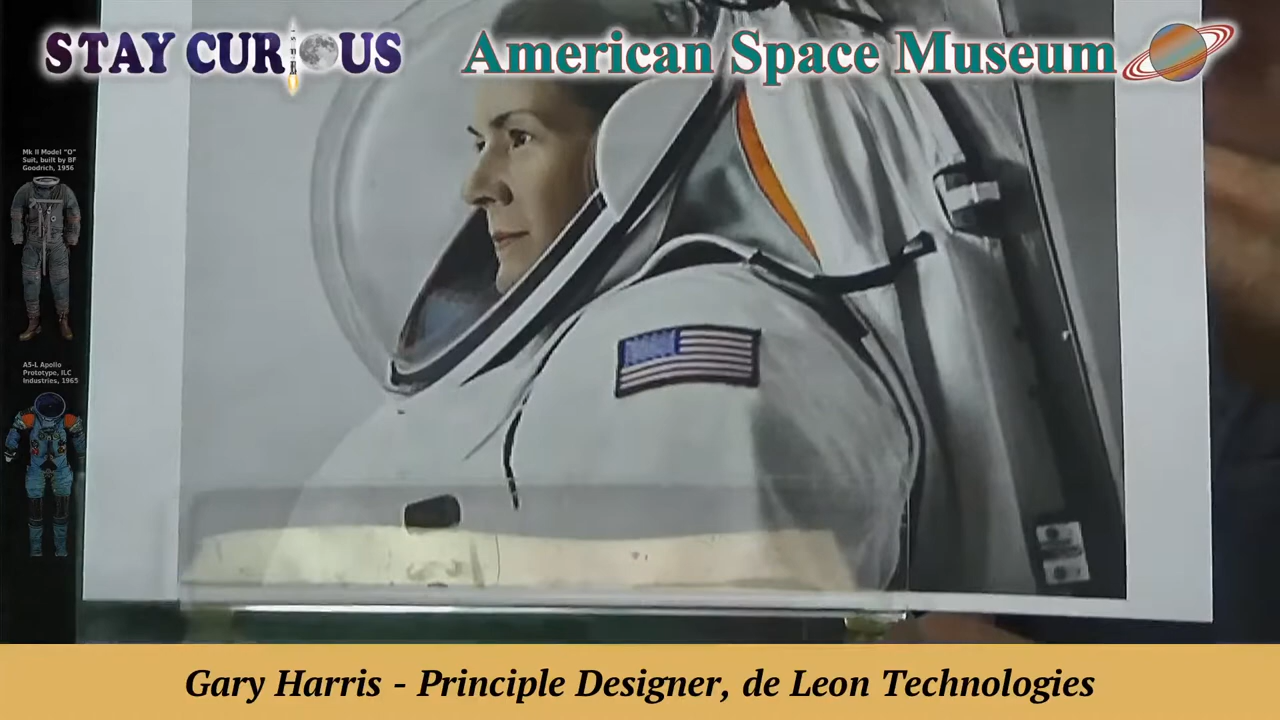 STAY CURIOUS
American Space Museum
Mk II Model "O"
Suit, built by BF
Goodrich, 1956
A5-L Apollo
Prototype, ILC
Industries, 1965
Gary Harris - Principle Designer, de Leon Technologies